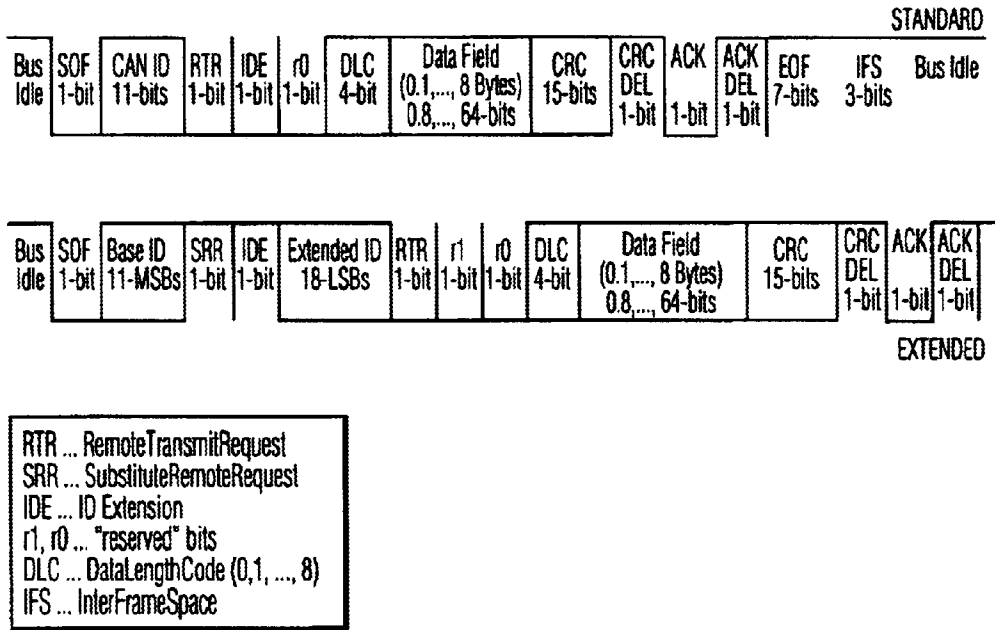 STANDARD
Bus Idle SOF 1-bit CAN ID 11-bits RTR 1-bit IDE 1-bit r0 1-bit DLC 4-bit Data Field (0.1,..., 8 Bytes) 0.8,..., 64-bits CRC 15-bits CRC DEL 1-bit ACK 1-bit ACK DEL 1-bit EOF 7-bits IFS 3-bits Bus Idle
Bus Idle SOF 1-bit Base ID 11-MSBs SRR 1-bit IDE 1-bit Extended ID 18-LSBs RTR 1-bit r1 1-bit r0 1-bit DLC 4-bit Data Field (0.1,..., 8 Bytes) 0.8,..., 64-bits CRC 15-bits CRC DEL 1-bit ACK 1-bit ACK DEL 1-bit
EXTENDED
RTR ... RemoteTransmitRequest
SRR ... SubstituteRemoteRequest
IDE ... ID Extension
r1, r0 ... "reserved" bits
DLC ... DataLengthCode (0,1, ..., 8)
IFS ... InterFrameSpace